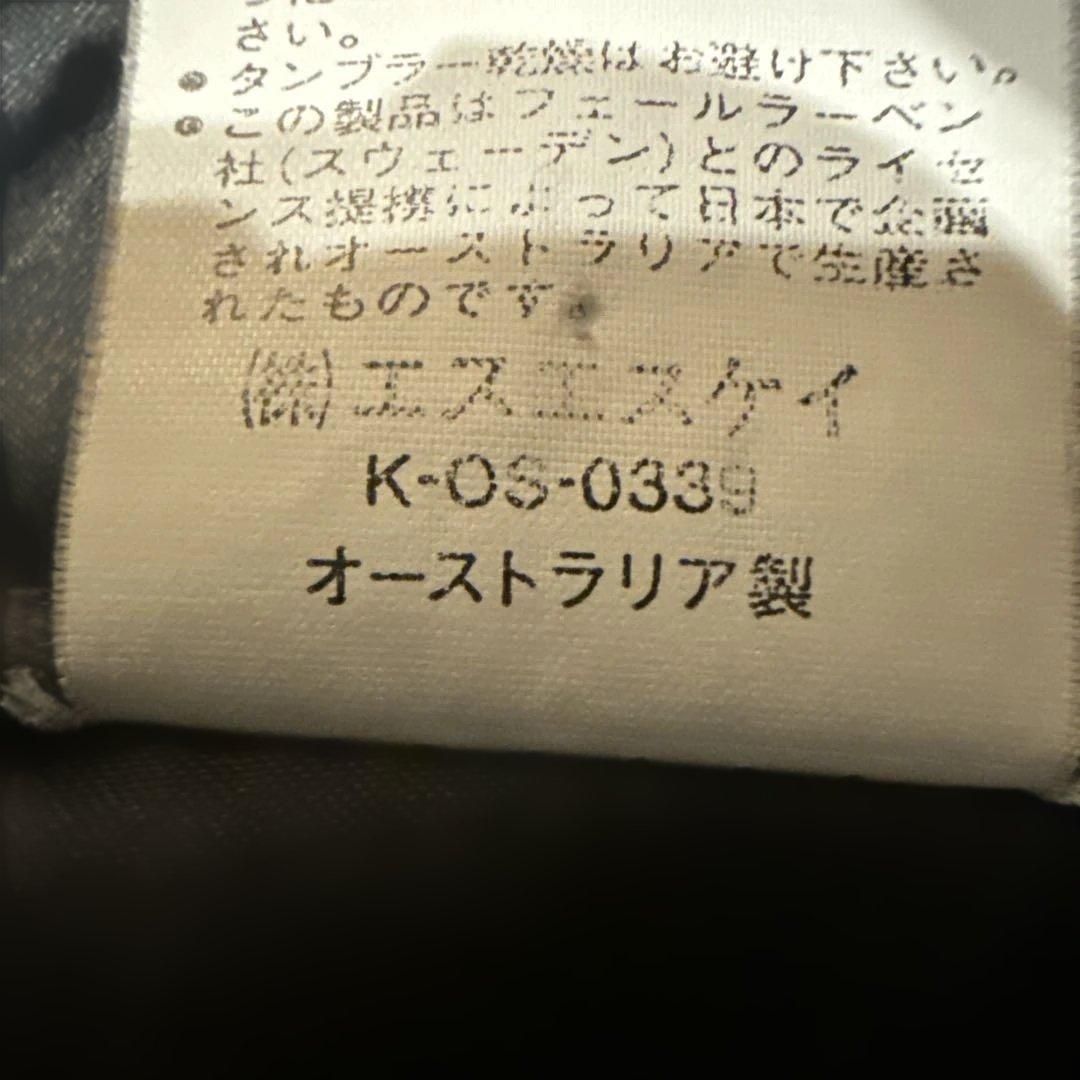 さい。
●タンブラー乾燥はお避け下さい。
●この製品はフェールラーベン
社(スウェーデン)とのライセ
ンス提携によって日本で企画
されオーストラリアで生産さ
れたものです。
㈱エスエスケイ
K-OS-0339
オーストラリア製